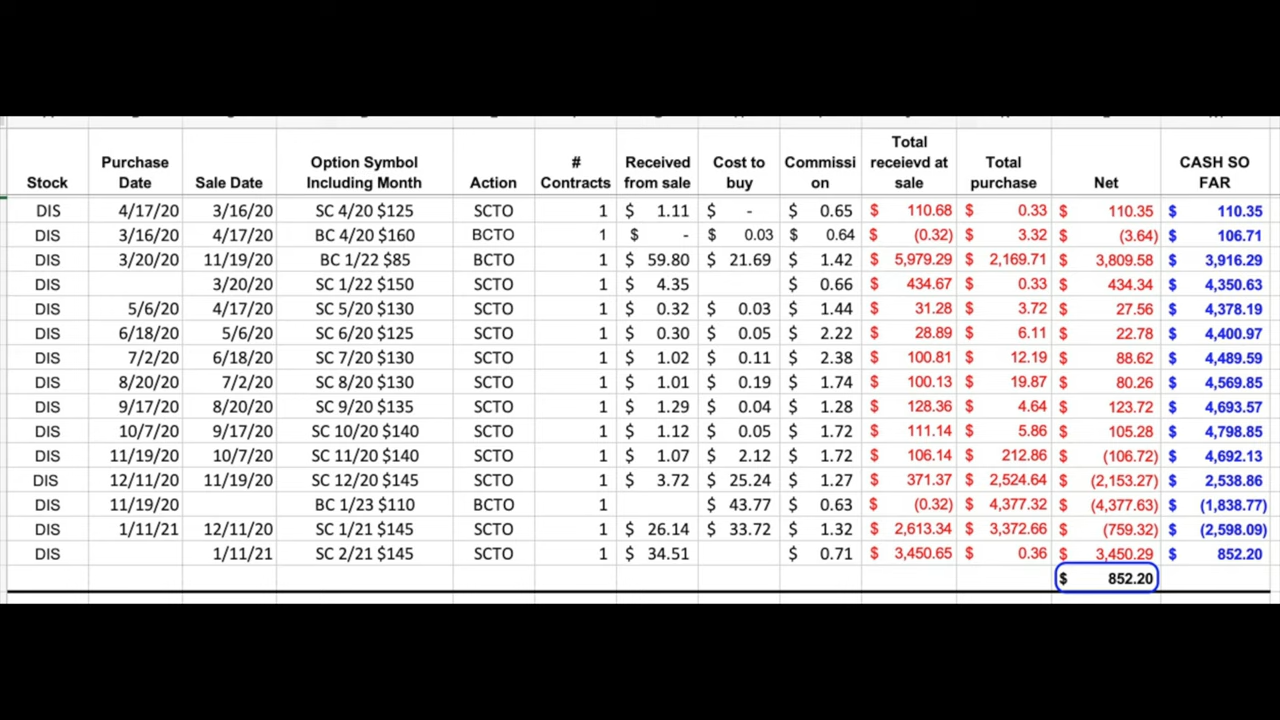 Stock Purchase Date Sale Date Option Symbol Including Month Action # Contracts Received from sale Cost to buy Commissi on Total receievd at sale Total purchase Net CASH SO FAR
DIS 4/17/20 3/16/20 SC 4/20 $125 SCTO 1 $ 1.11 $ - $ 0.65 $ 110.68 $ 0.33 $ 110.35 $ 110.35
DIS 3/16/20 4/17/20 BC 4/20 $160 BCTO 1 $ - $ 0.03 $ 0.64 $ (0.32) $ 3.32 $ (3.64) $ 106.71
DIS 3/20/20 11/19/20 BC 1/22 $85 BCTO 1 $ 59.80 $ 21.69 $ 1.42 $ 5,979.29 $ 2,169.71 $ 3,809.58 $ 3,916.29
DIS 3/20/20 SC 1/22 $150 SCTO 1 $ 4.35 $ 0.66 $ 434.67 $ 0.33 $ 434.34 $ 4,350.63
DIS 5/6/20 4/17/20 SC 5/20 $130 SCTO 1 $ 0.32 $ 0.03 $ 1.44 $ 31.28 $ 3.72 $ 27.56 $ 4,378.19
DIS 6/18/20 5/6/20 SC 6/20 $125 SCTO 1 $ 0.30 $ 0.05 $ 2.22 $ 28.89 $ 6.11 $ 22.78 $ 4,400.97
DIS 7/2/20 6/18/20 SC 7/20 $130 SCTO 1 $ 1.02 $ 0.11 $ 2.38 $ 100.81 $ 12.19 $ 88.62 $ 4,489.59
DIS 8/20/20 7/2/20 SC 8/20 $130 SCTO 1 $ 1.01 $ 0.19 $ 1.74 $ 100.13 $ 19.87 $ 80.26 $ 4,569.85
DIS 9/17/20 8/20/20 SC 9/20 $135 SCTO 1 $ 1.29 $ 0.04 $ 1.28 $ 128.36 $ 4.64 $ 123.72 $ 4,693.57
DIS 10/7/20 9/17/20 SC 10/20 $140 SCTO 1 $ 1.12 $ 0.05 $ 1.72 $ 111.14 $ 5.86 $ 105.28 $ 4,798.85
DIS 11/19/20 10/7/20 SC 11/20 $140 SCTO 1 $ 1.07 $ 2.12 $ 1.72 $ 106.14 $ 212.86 $ (106.72) $ 4,692.13
DIS 12/11/20 11/19/20 SC 12/20 $145 SCTO 1 $ 3.72 $ 25.24 $ 1.27 $ 371.37 $ 2,524.64 $ (2,153.27) $ 2,538.86
DIS 11/19/20 BC 1/23 $110 BCTO 1 $ 43.77 $ 0.63 $ (0.32) $ 4,377.32 $ (4,377.63) $ (1,838.77)
DIS 1/11/21 12/11/20 SC 1/21 $145 SCTO 1 $ 26.14 $ 33.72 $ 1.32 $ 2,613.34 $ 3,372.66 $ (759.32) $ (2,598.09)
DIS 1/11/21 SC 2/21 $145 SCTO 1 $ 34.51 $ 0.71 $ 3,450.65 $ 0.36 $ 3,450.29 $ 852.20
$ 852.20